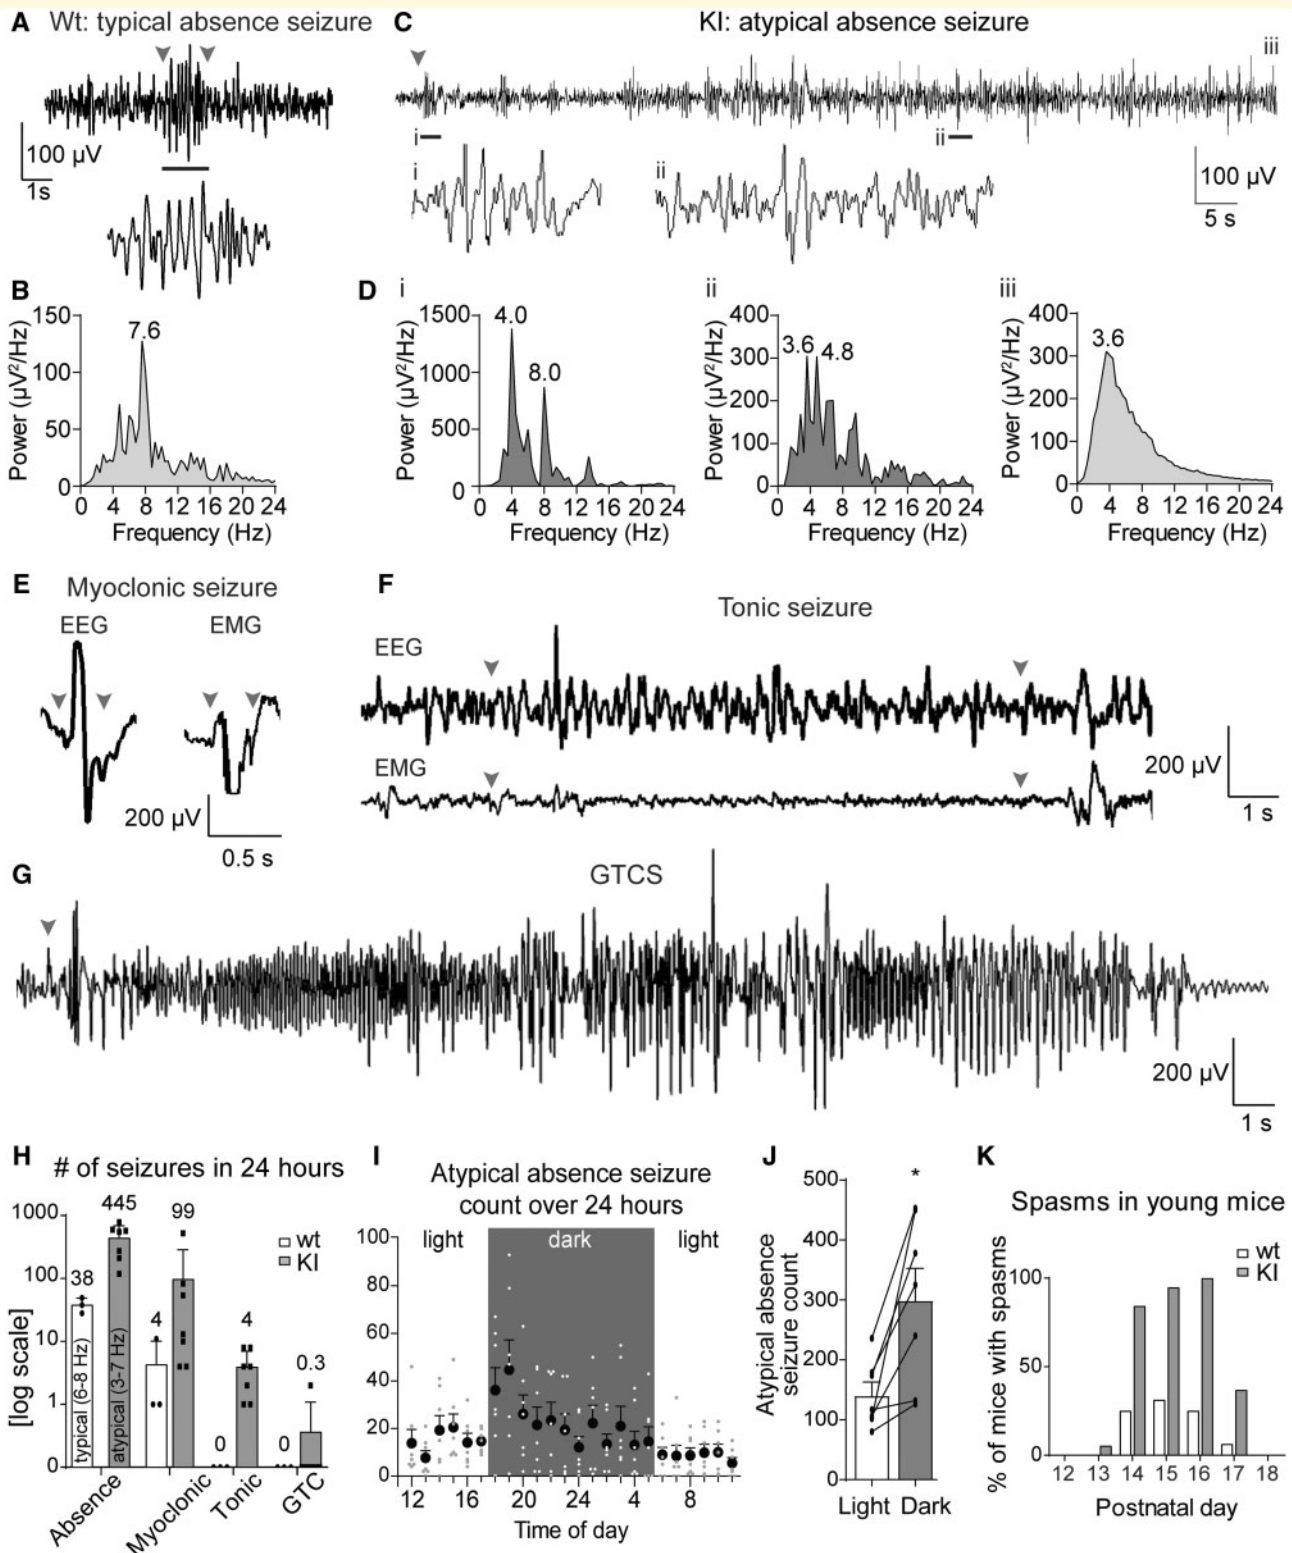 A Wt: typical absence seizure
C KI: atypical absence seizure
iii
100 µV
1s
i
ii
i
ii
100 µV
5 s
B
Power (µV²/Hz)
150
100
50
0
7.6
0 4 8 12 16 20 24
Frequency (Hz)
D i
Power (µV²/Hz)
1500
1000
500
0
4.0
8.0
0 4 8 12 16 20 24
Frequency (Hz)
ii
Power (µV²/Hz)
400
300
200
100
0
3.6 4.8
0 4 8 12 16 20 24
Frequency (Hz)
iii
Power (µV²/Hz)
400
300
200
100
0
3.6
0 4 8 12 16 20 24
Frequency (Hz)
E Myoclonic seizure
EEG EMG
200 µV
0.5 s
F
Tonic seizure
EEG
EMG
200 µV
1 s
G GTCS
200 µV
1 s
H # of seizures in 24 hours
[log scale]
1000
100
10
1
0
38
445
4
99
0
4
0
0.3
typical (6-8 Hz)
atypical (3-7 Hz)
wt
KI
Absence
Myoclonic
Tonic
GTC
I Atypical absence seizure
count over 24 hours
100
80
60
40
20
0
light dark light
12 16 20 24 4 8
Time of day
J
Atypical absence
seizure count
500
400
300
200
100
0
*
Light Dark
K
Spasms in young mice
wt
KI
% of mice with spasms
100
50
0
12 13 14 15 16 17 18
Postnatal day